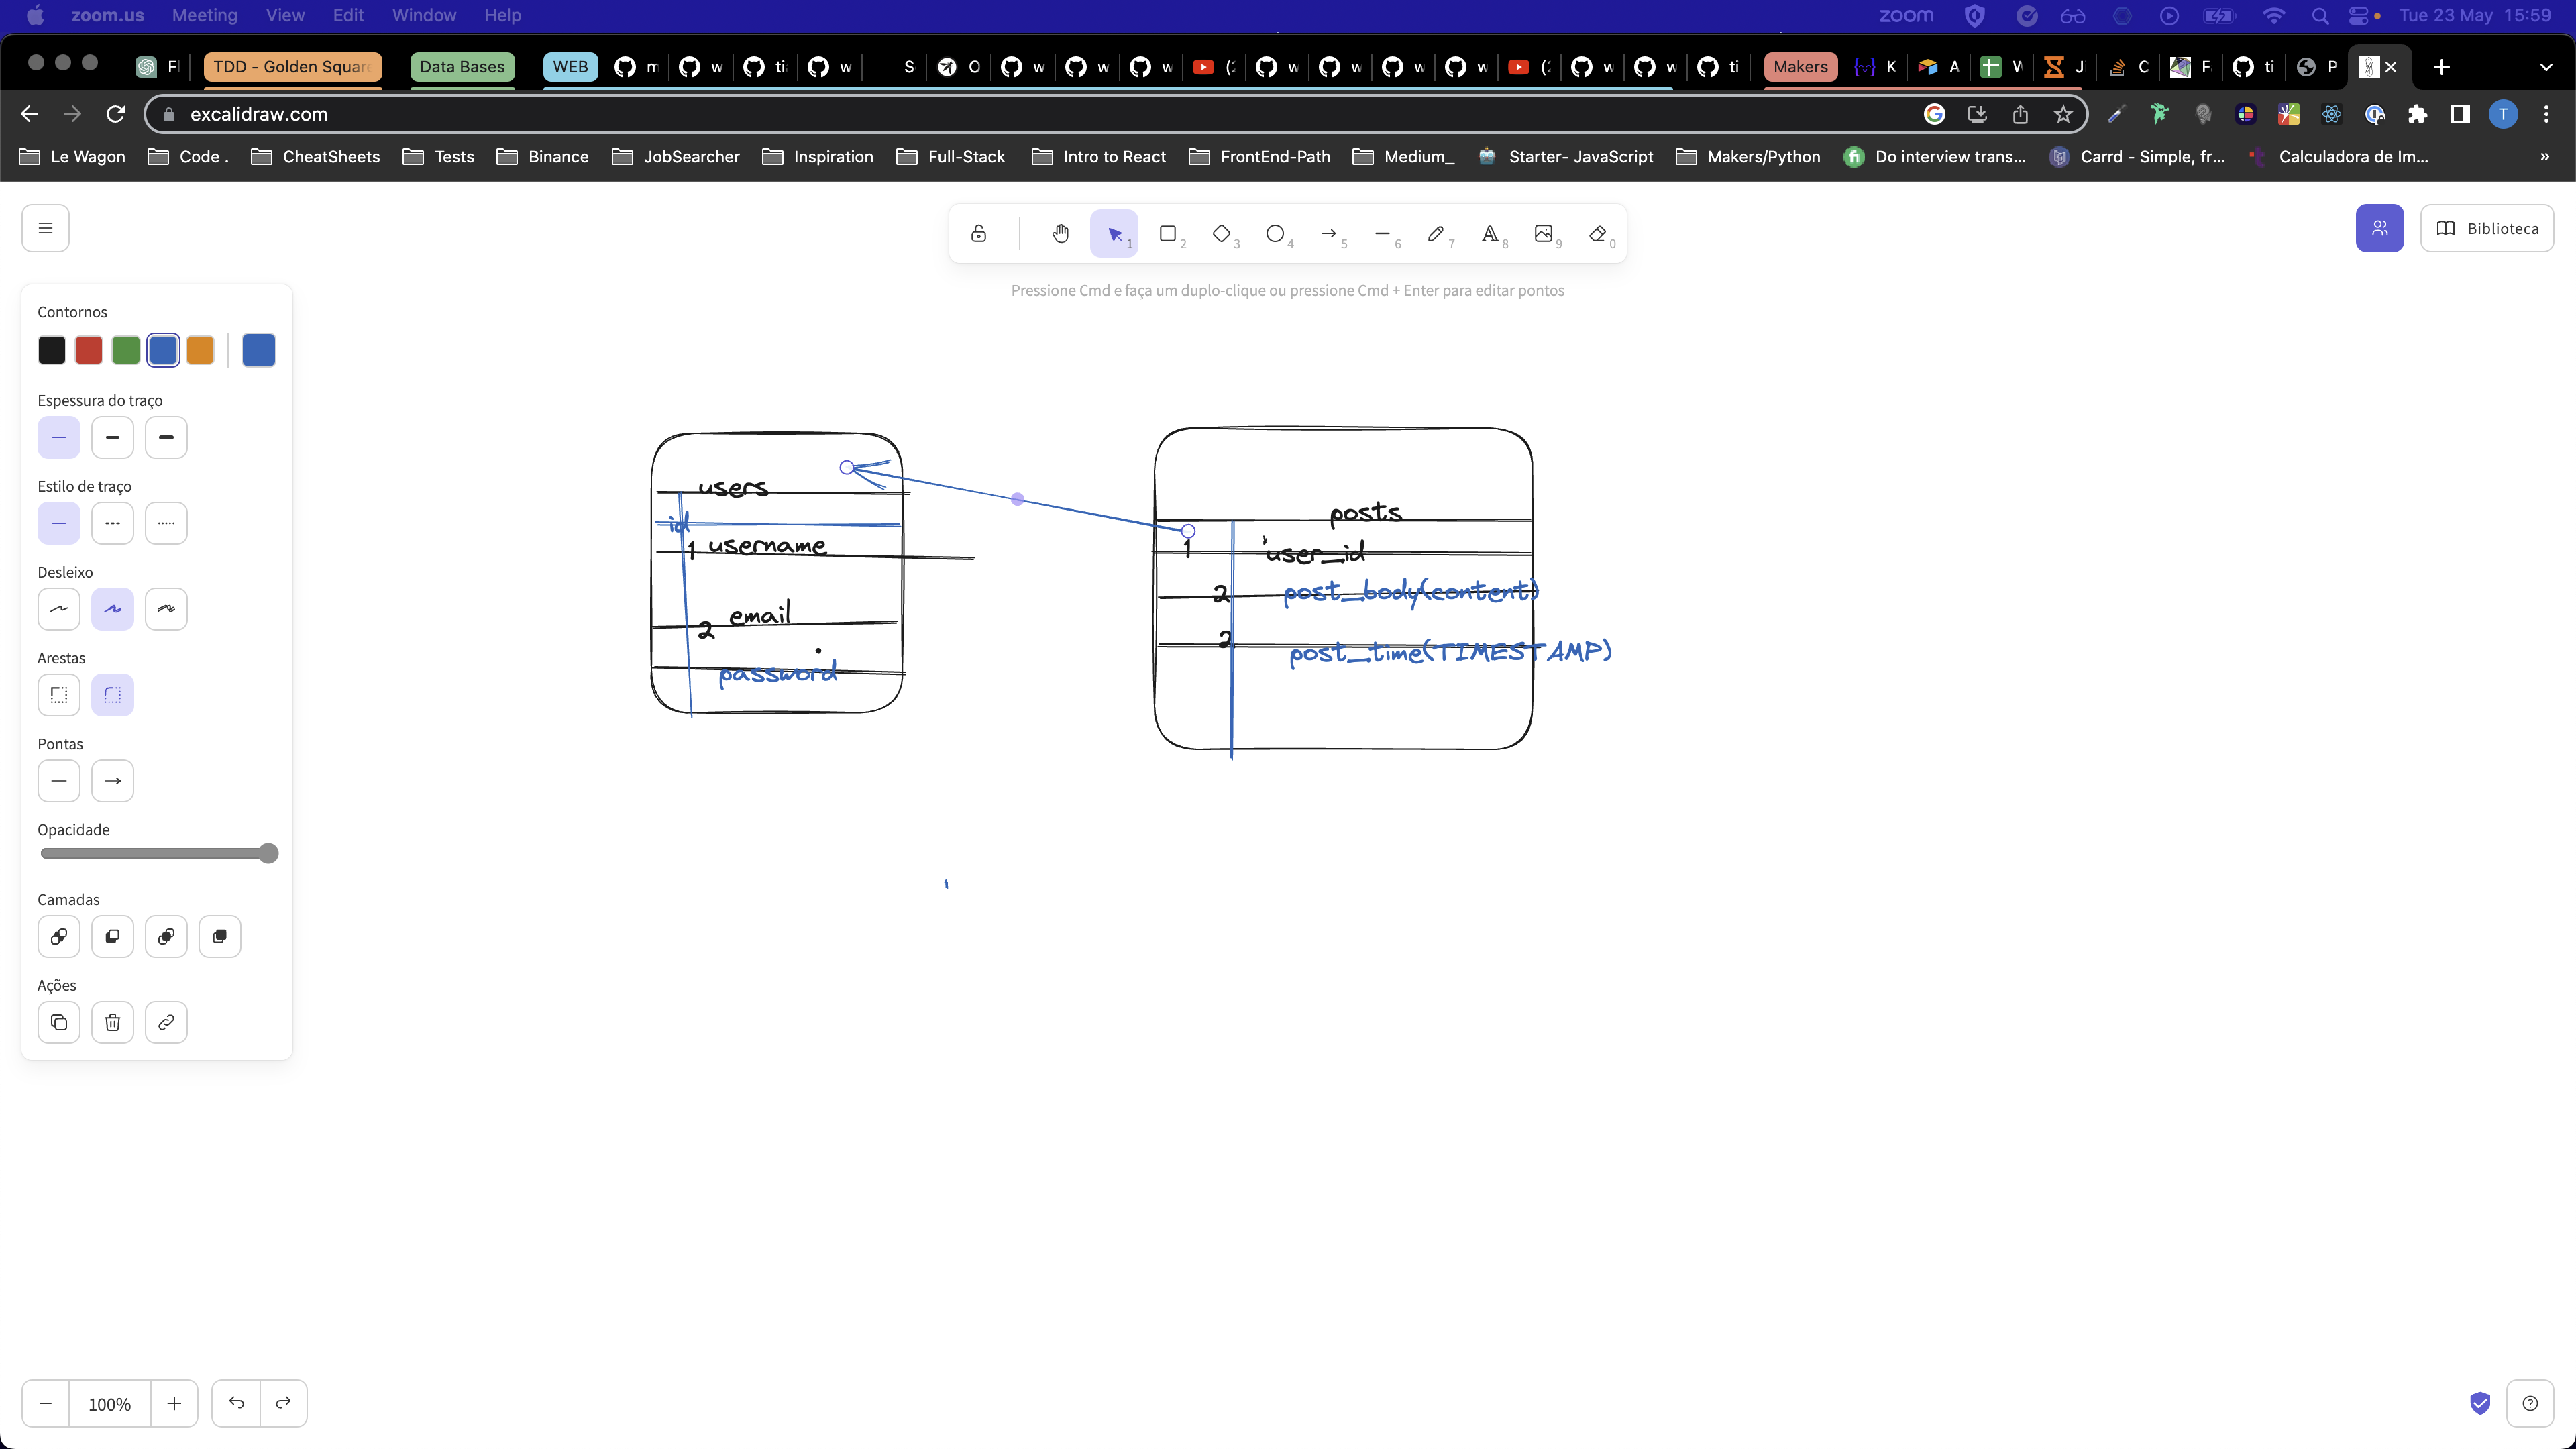 zoom.us Meeting View Edit Window Help zoom Tue 23 May 15:59
Fl TDD - Golden Square Data Bases WEB m w ti w S O w w w (2 w w w w (2 w w ti Makers K A W J C F ti P
excalidraw.com T
Le Wagon Code . CheatSheets Tests Binance JobSearcher Inspiration Full-Stack Intro to React FrontEnd-Path Medium_ Starter- JavaScript Makers/Python Do interview trans... Carrd - Simple, fr... Calculadora de Im... »
1 2 3 4 5 6 7 8 9 0
Biblioteca
Pressione Cmd e faça um duplo-clique ou pressione Cmd + Enter para editar pontos
Contornos
Espessura do traço
Estilo de traço
Desleixo
Arestas
Pontas
Opacidade
Camadas
Ações
users
id
1 username
email
2
password
posts
1 user_id
2 post_body(content)
2
post_time(TIMESTAMP)
100%